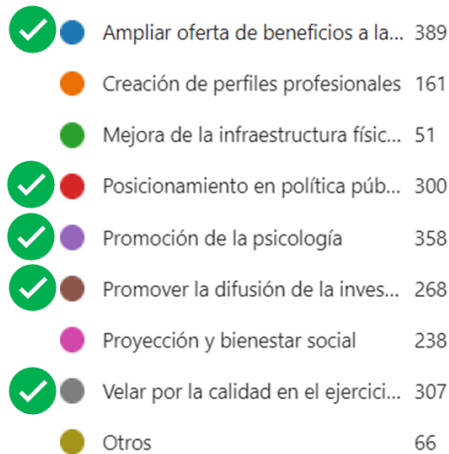 Ampliar oferta de beneficios a la... 389
Creación de perfiles profesionales 161
Mejora de la infraestructura físic... 51
Posicionamiento en política púb... 300
Promoción de la psicología 358
Promover la difusión de la inves... 268
Proyección y bienestar social 238
Velar por la calidad en el ejercici... 307
Otros 66